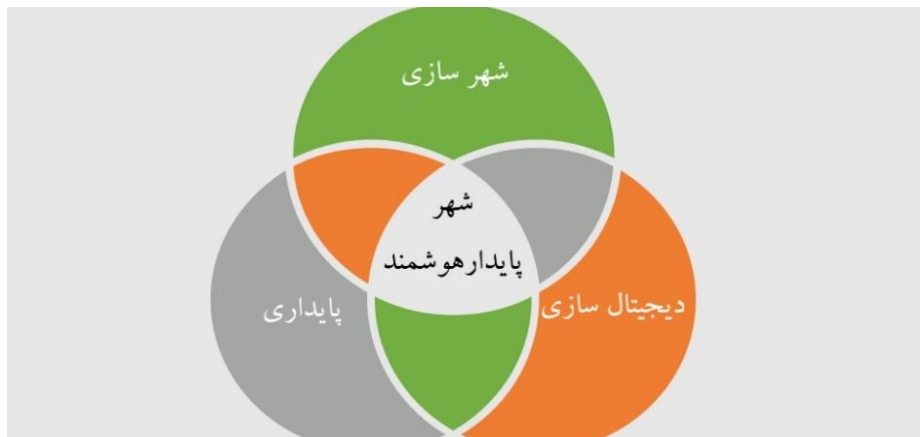 شهر سازی
شهر
پایدارهوشمند
دیجیتال سازی
پایداری